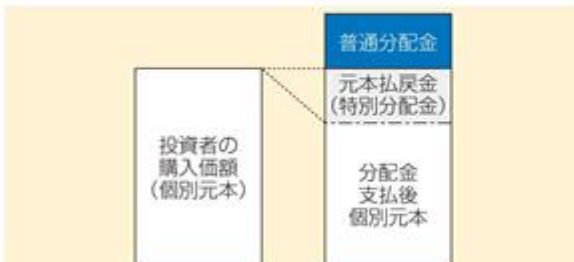 普通分配金
元本払戻金
(特別分配金)
投資者の
購入価額
(個別元本)
分配金
支払後
個別元本